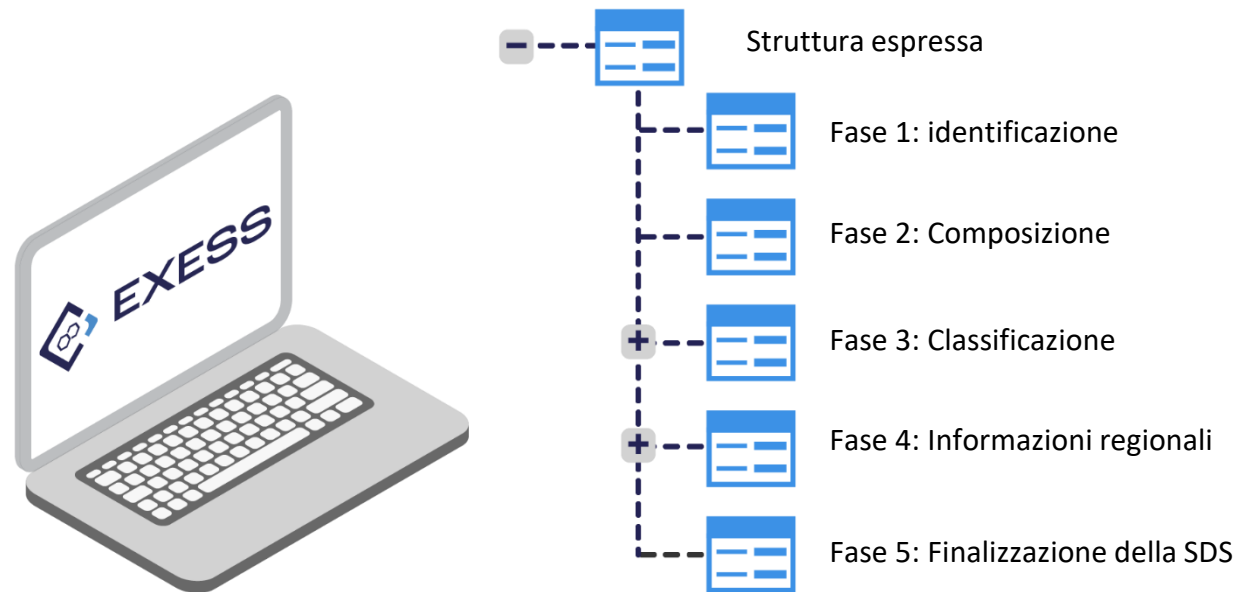 EXESS
Struttura espressa
Fase 1: identificazione
Fase 2: Composizione
Fase 3: Classificazione
Fase 4: Informazioni regionali
Fase 5: Finalizzazione della SDS